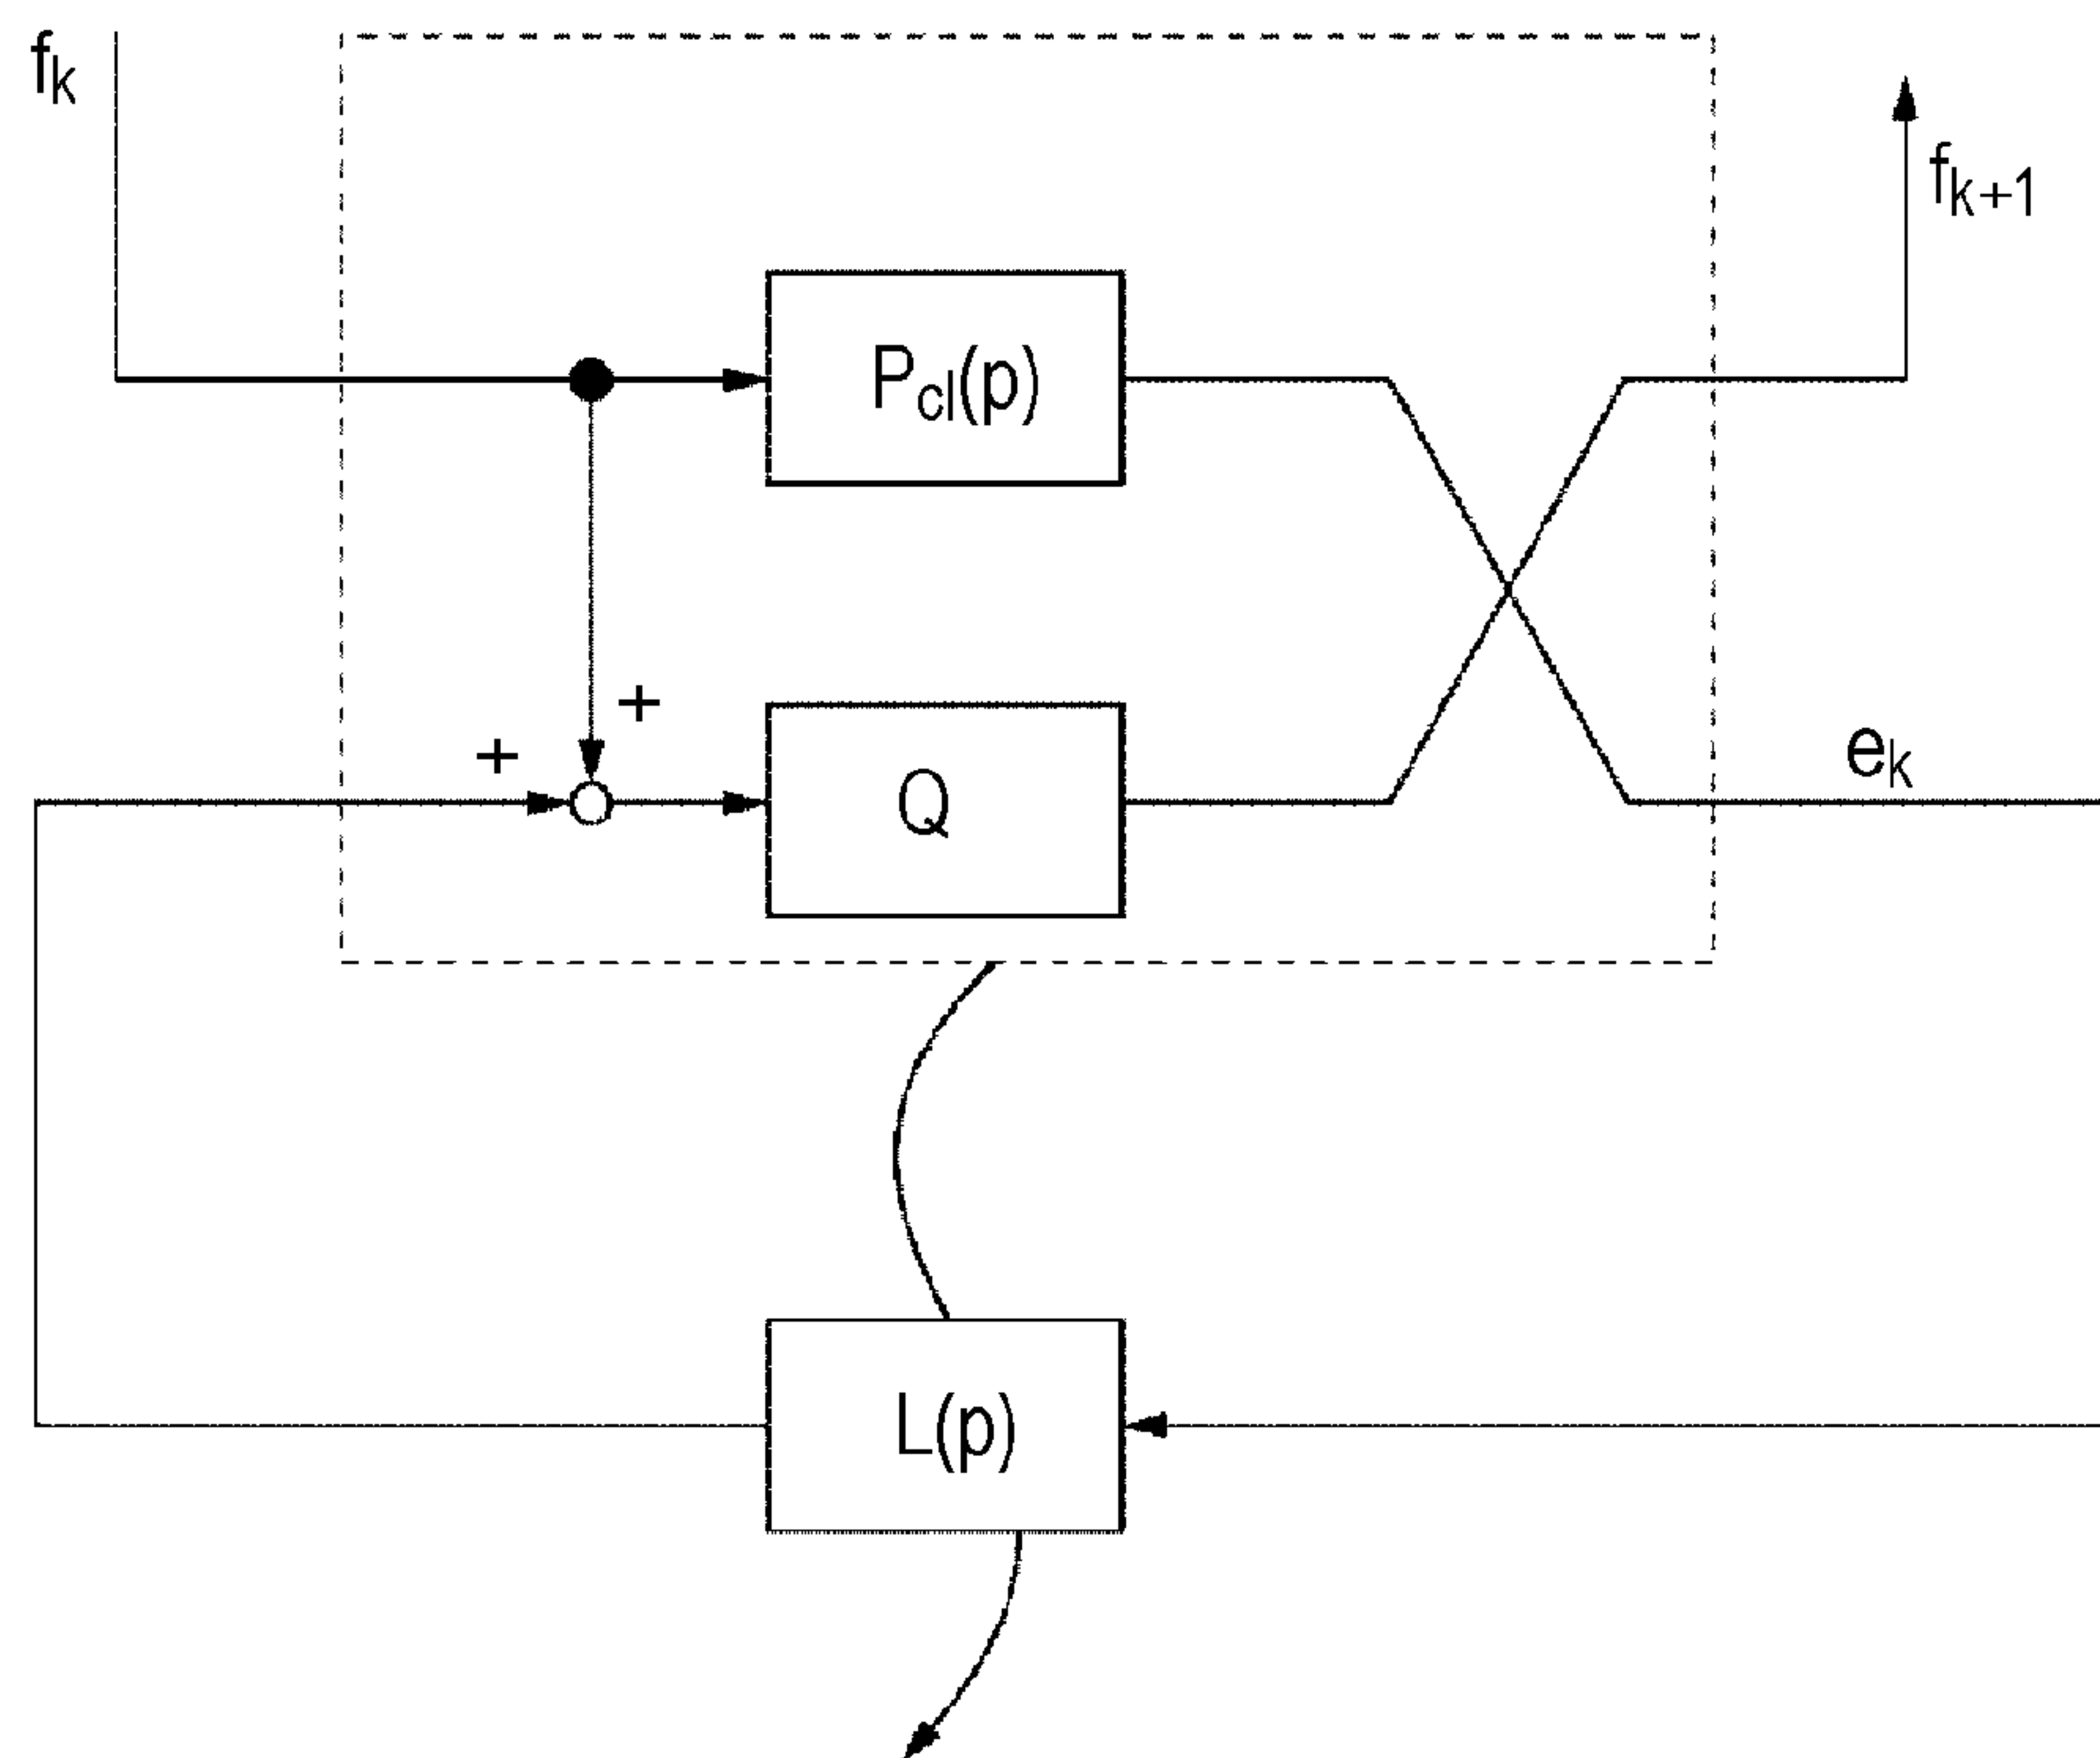 fk
fk+1
Pcl(p)
+
+
Q
ek
L(p)